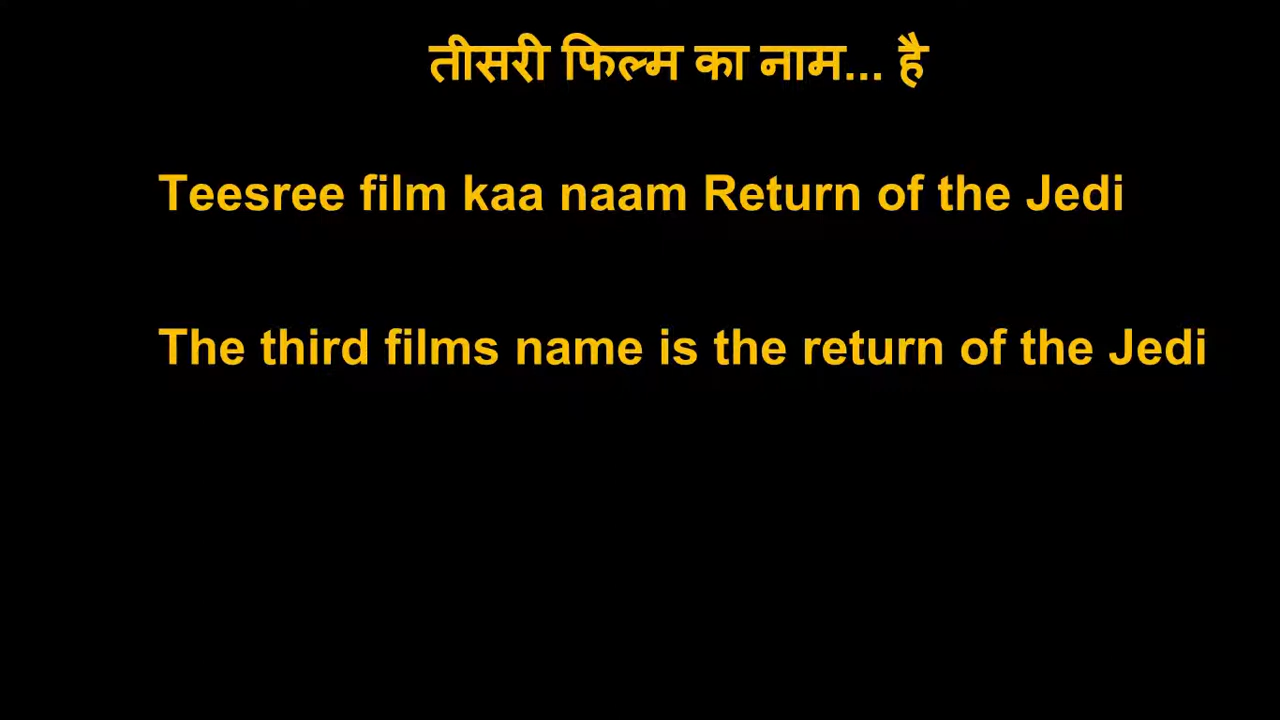 तीसरी फिल्म का नाम... है
Teesree film kaa naam Return of the Jedi
The third films name is the return of the Jedi